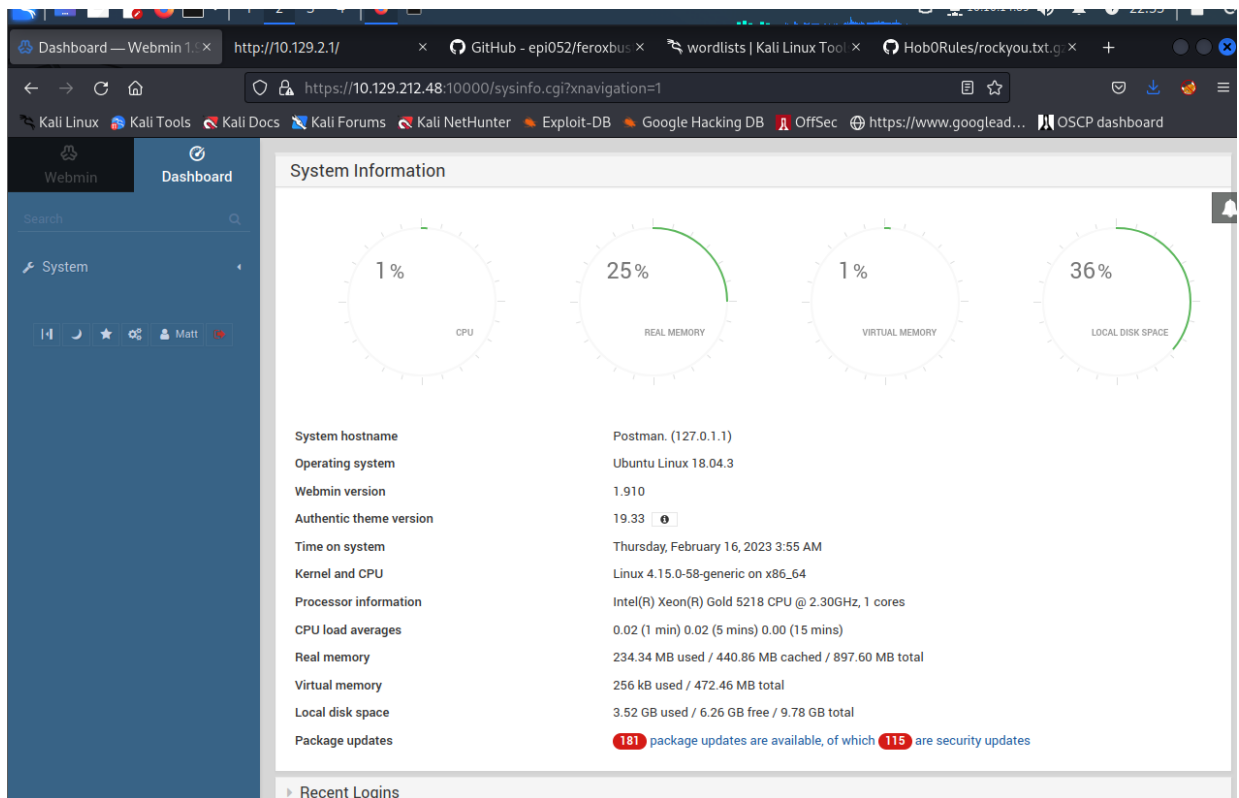 1 2 3 4 22:55
Dashboard — Webmin 1.9 http://10.129.2.1/ GitHub - epi052/feroxbus wordlists | Kali Linux Tool Hob0Rules/rockyou.txt.g
https://10.129.212.48:10000/sysinfo.cgi?xnavigation=1
Kali Linux Kali Tools Kali Docs Kali Forums Kali NetHunter Exploit-DB Google Hacking DB OffSec https://www.googlead... OSCP dashboard
Webmin Dashboard
Search
System
Matt
System Information
1% 25% 1% 36%
CPU REAL MEMORY VIRTUAL MEMORY LOCAL DISK SPACE
System hostname Postman. (127.0.1.1)
Operating system Ubuntu Linux 18.04.3
Webmin version 1.910
Authentic theme version 19.33
Time on system Thursday, February 16, 2023 3:55 AM
Kernel and CPU Linux 4.15.0-58-generic on x86_64
Processor information Intel(R) Xeon(R) Gold 5218 CPU @ 2.30GHz, 1 cores
CPU load averages 0.02 (1 min) 0.02 (5 mins) 0.00 (15 mins)
Real memory 234.34 MB used / 440.86 MB cached / 897.60 MB total
Virtual memory 256 kB used / 472.46 MB total
Local disk space 3.52 GB used / 6.26 GB free / 9.78 GB total
Package updates 181 package updates are available, of which 115 are security updates
Recent Logins